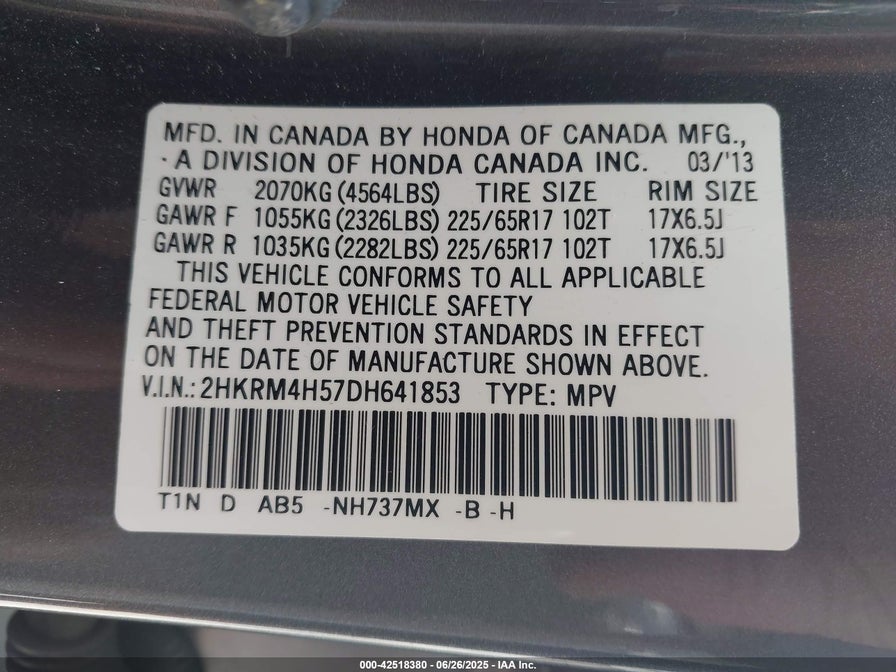 MFD. IN CANADA BY HONDA OF CANADA MFG.,
· A DIVISION OF HONDA CANADA INC. 03/'13
GVWR 2070KG (4564LBS) TIRE SIZE RIM SIZE
GAWR F 1055KG (2326LBS) 225/65R17 102T 17X6.5J
GAWR R 1035KG (2282LBS) 225/65R17 102T 17X6.5J
THIS VEHICLE CONFORMS TO ALL APPLICABLE
FEDERAL MOTOR VEHICLE SAFETY
AND THEFT PREVENTION STANDARDS IN EFFECT
ON THE DATE OF MANUFACTURE SHOWN ABOVE.
V.I.N.: 2HKRM4H57DH641853 TYPE: MPV
T1N D AB5 -NH737MX -B -H
000-42518380 - 06/26/2025 - IAA Inc.